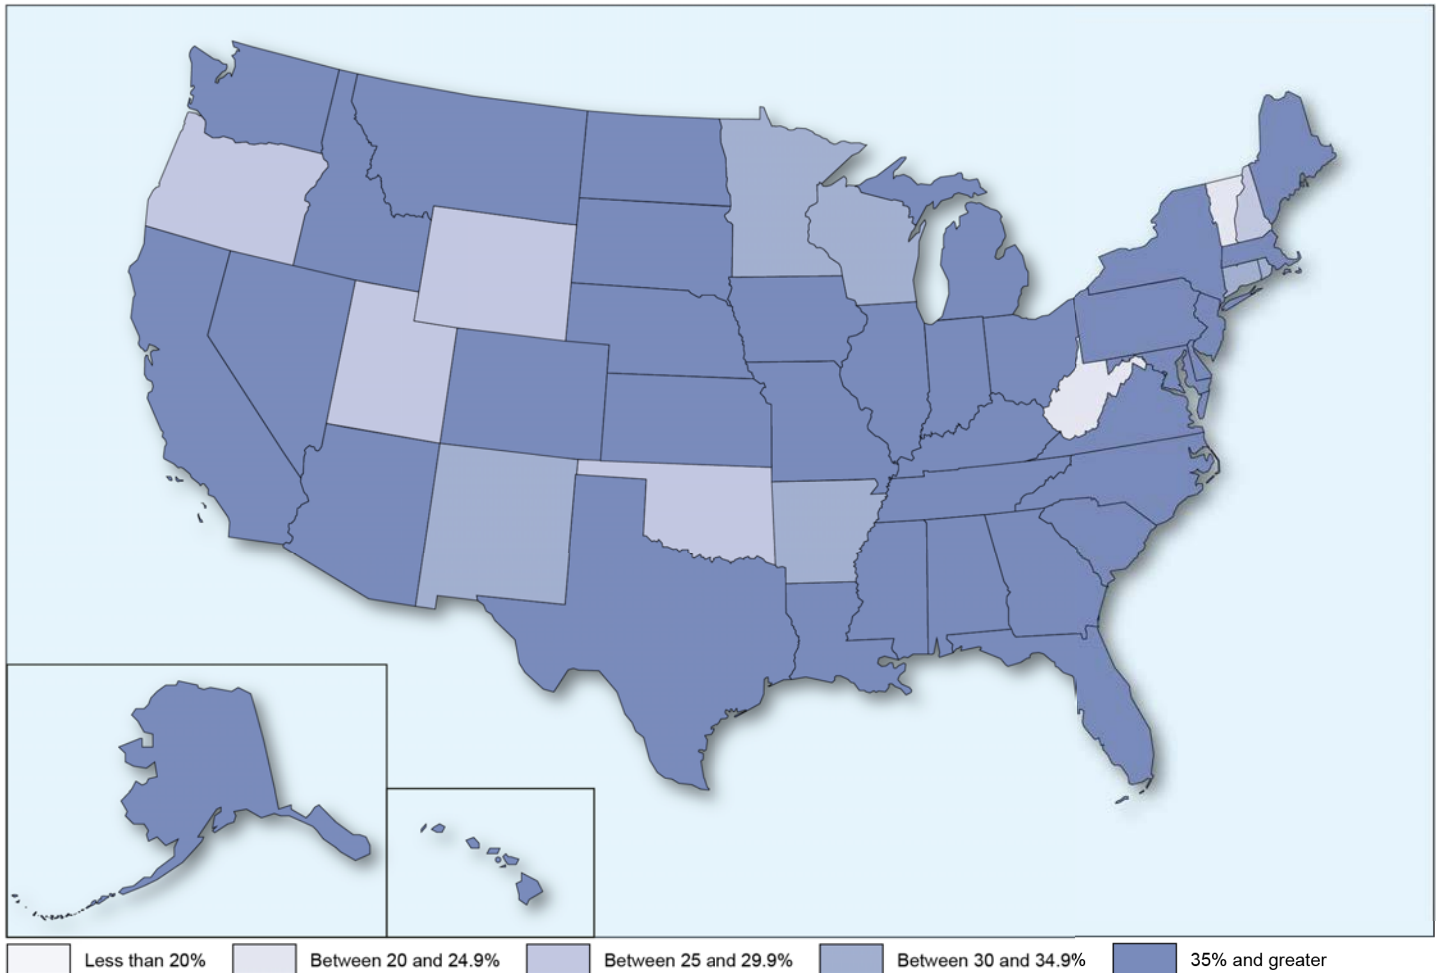 Less than 20%
Between 20 and 24.9%
Between 25 and 29.9%
Between 30 and 34.9%
35% and greater